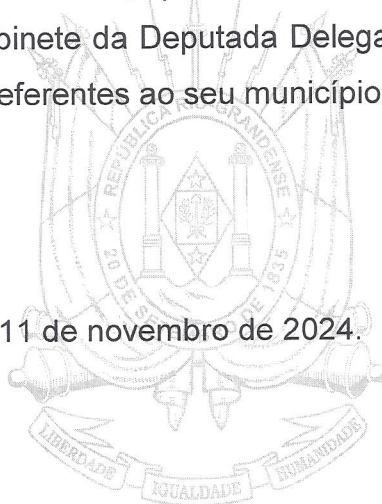 binete da Deputada Delega
eferentes ao seu município
REPÚBLICA RIO-GRANDENSE
20 DE SETEMBRO DE 1835
11 de novembro de 2024.
LIBERDADE IGUALDADE HUMANIDADE